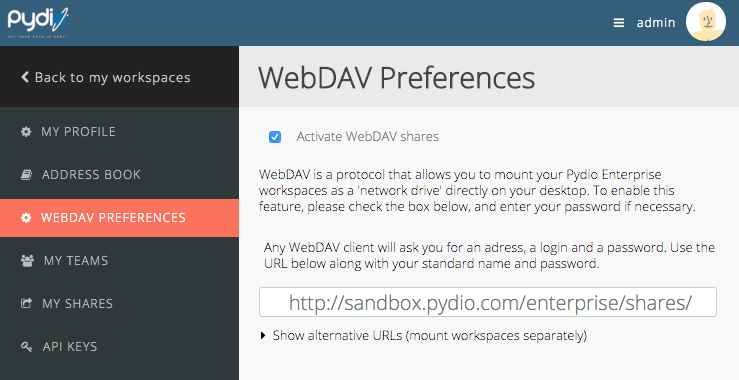 pydi
PUT YOUR DATA IN ORBIT
admin
Back to my workspaces
WebDAV Preferences
MY PROFILE
ADDRESS BOOK
WEBDAV PREFERENCES
MY TEAMS
MY SHARES
API KEYS
Activate WebDAV shares
WebDAV is a protocol that allows you to mount your Pydio Enterprise
workspaces as a 'network drive' directly on your desktop. To enable this
feature, please check the box below, and enter your password if necessary.
Any WebDAV client will ask you for an adress, a login and a password. Use the
URL below along with your standard name and password.
http://sandbox.pydio.com/enterprise/shares/
Show alternative URLs (mount workspaces separately)